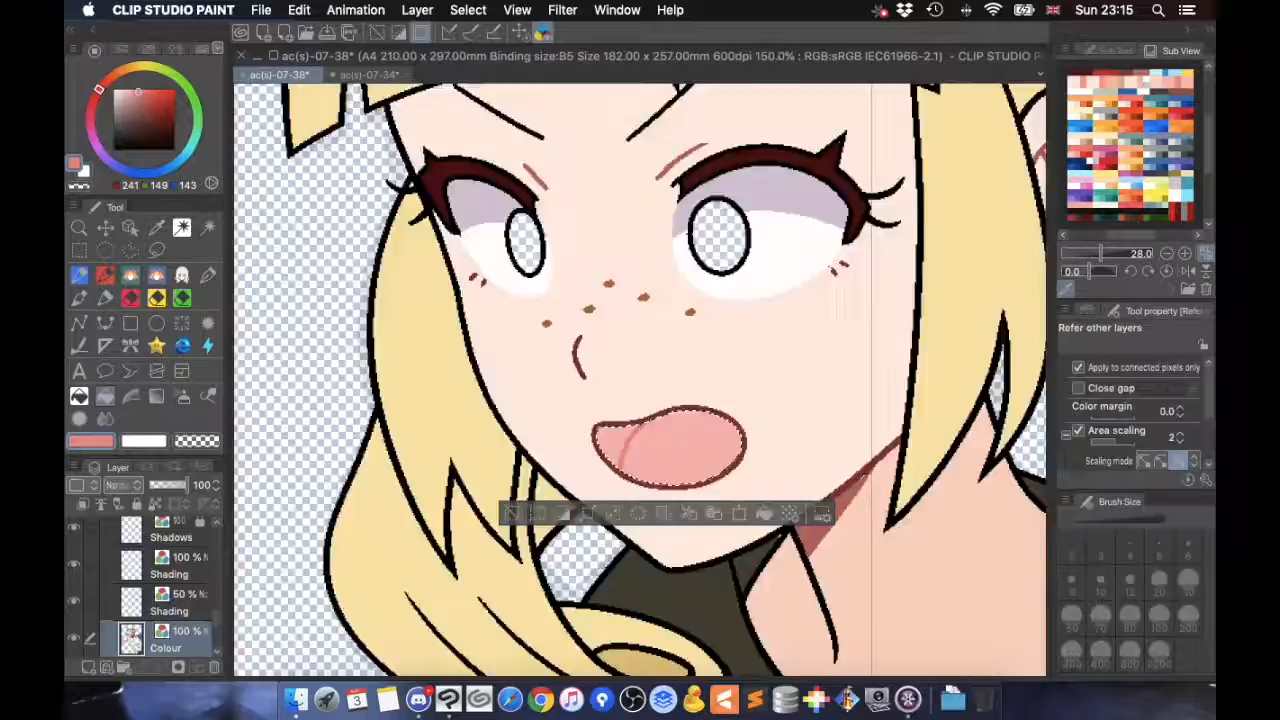 CLIP STUDIO PAINT File Edit Animation Layer Select View Filter Window Help Sun 23:15
ac(s)-07-38* (A4 210.00 x 297.00mm Binding size:B5 Size 182.00 x 257.00mm 600dpi 150.0% : RGB:sRGB IEC61966-2.1) - CLIP STUDIO P
Sub View
ac(s)-07-38* ac(s)-07-34*
241 149 143
Tool
28.0
0.0
Tool property [Refer
Refer other layers
Apply to connected pixels only
Close gap
Color margin 0.0
Area scaling 2
Scaling mode
Layer
100
Brush Size
Shadows
100 %
Shading
50 %
Shading
100 %
Colour
3